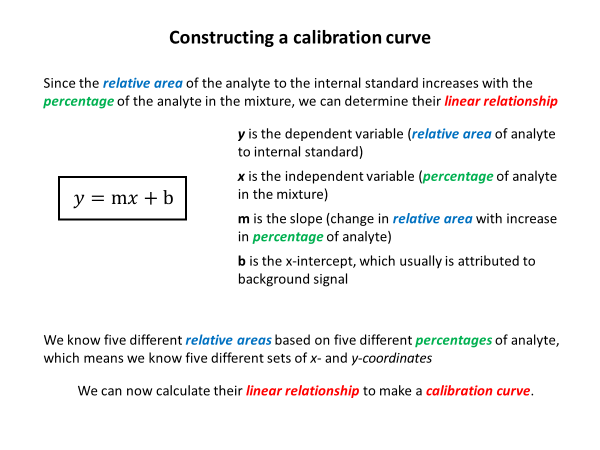 Constructing a calibration curve
Since the relative area of the analyte to the internal standard increases with the
percentage of the analyte in the mixture, we can determine their linear relationship
y is the dependent variable (relative area of analyte
to internal standard)
x is the independent variable (percentage of analyte
in the mixture)
y = mx + b
m is the slope (change in relative area with increase
in percentage of analyte)
b is the x-intercept, which usually is attributed to
background signal
We know five different relative areas based on five different percentages of analyte,
which means we know five different sets of x- and y-coordinates
We can now calculate their linear relationship to make a calibration curve.